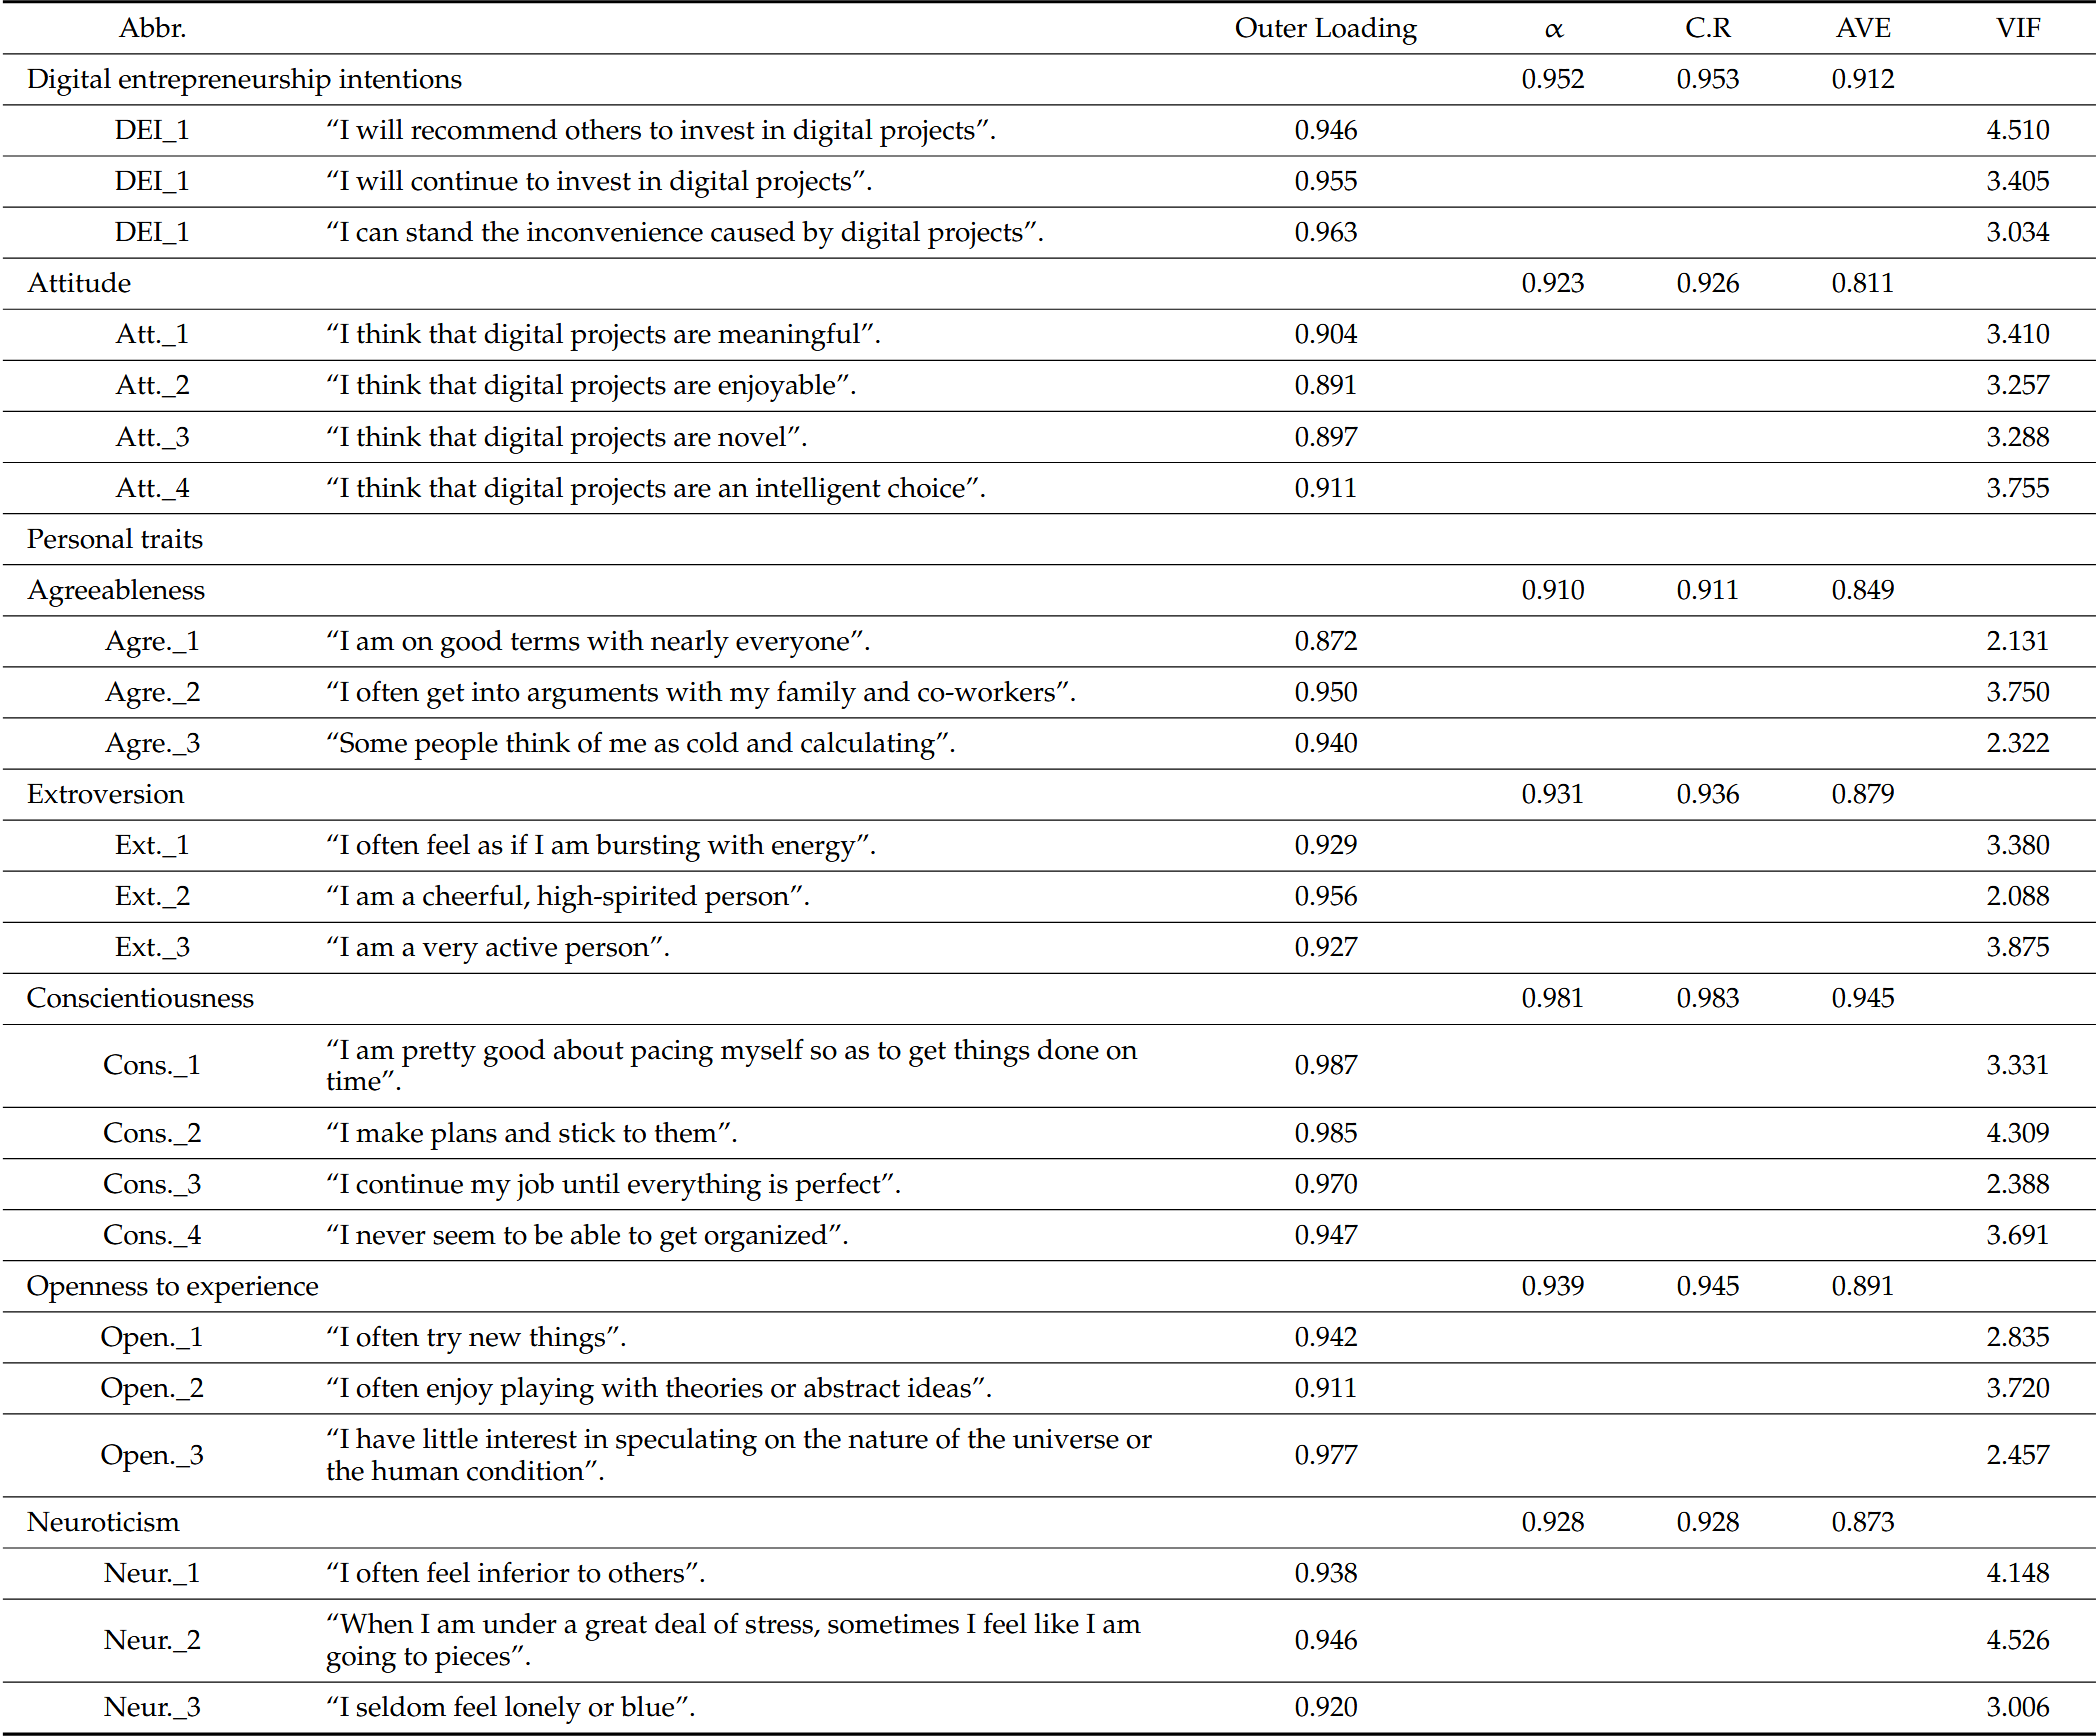 Abbr. Outer Loading α C.R AVE VIF
Digital entrepreneurship intentions 0.952 0.953 0.912
DEI_1 “I will recommend others to invest in digital projects”. 0.946 4.510
DEI_1 “I will continue to invest in digital projects”. 0.955 3.405
DEI_1 “I can stand the inconvenience caused by digital projects”. 0.963 3.034
Attitude 0.923 0.926 0.811
Att._1 “I think that digital projects are meaningful”. 0.904 3.410
Att._2 “I think that digital projects are enjoyable”. 0.891 3.257
Att._3 “I think that digital projects are novel”. 0.897 3.288
Att._4 “I think that digital projects are an intelligent choice”. 0.911 3.755
Personal traits
Agreeableness 0.910 0.911 0.849
Agre._1 “I am on good terms with nearly everyone”. 0.872 2.131
Agre._2 “I often get into arguments with my family and co-workers”. 0.950 3.750
Agre._3 “Some people think of me as cold and calculating”. 0.940 2.322
Extroversion 0.931 0.936 0.879
Ext._1 “I often feel as if I am bursting with energy”. 0.929 3.380
Ext._2 “I am a cheerful, high-spirited person”. 0.956 2.088
Ext._3 “I am a very active person”. 0.927 3.875
Conscientiousness 0.981 0.983 0.945
Cons._1 “I am pretty good about pacing myself so as to get things done on
time”. 0.987 3.331
Cons._2 “I make plans and stick to them”. 0.985 4.309
Cons._3 “I continue my job until everything is perfect”. 0.970 2.388
Cons._4 “I never seem to be able to get organized”. 0.947 3.691
Openness to experience 0.939 0.945 0.891
Open._1 “I often try new things”. 0.942 2.835
Open._2 “I often enjoy playing with theories or abstract ideas”. 0.911 3.720
Open._3 “I have little interest in speculating on the nature of the universe or
the human condition”. 0.977 2.457
Neuroticism 0.928 0.928 0.873
Neur._1 “I often feel inferior to others”. 0.938 4.148
Neur._2 “When I am under a great deal of stress, sometimes I feel like I am
going to pieces”. 0.946 4.526
Neur._3 “I seldom feel lonely or blue”. 0.920 3.006